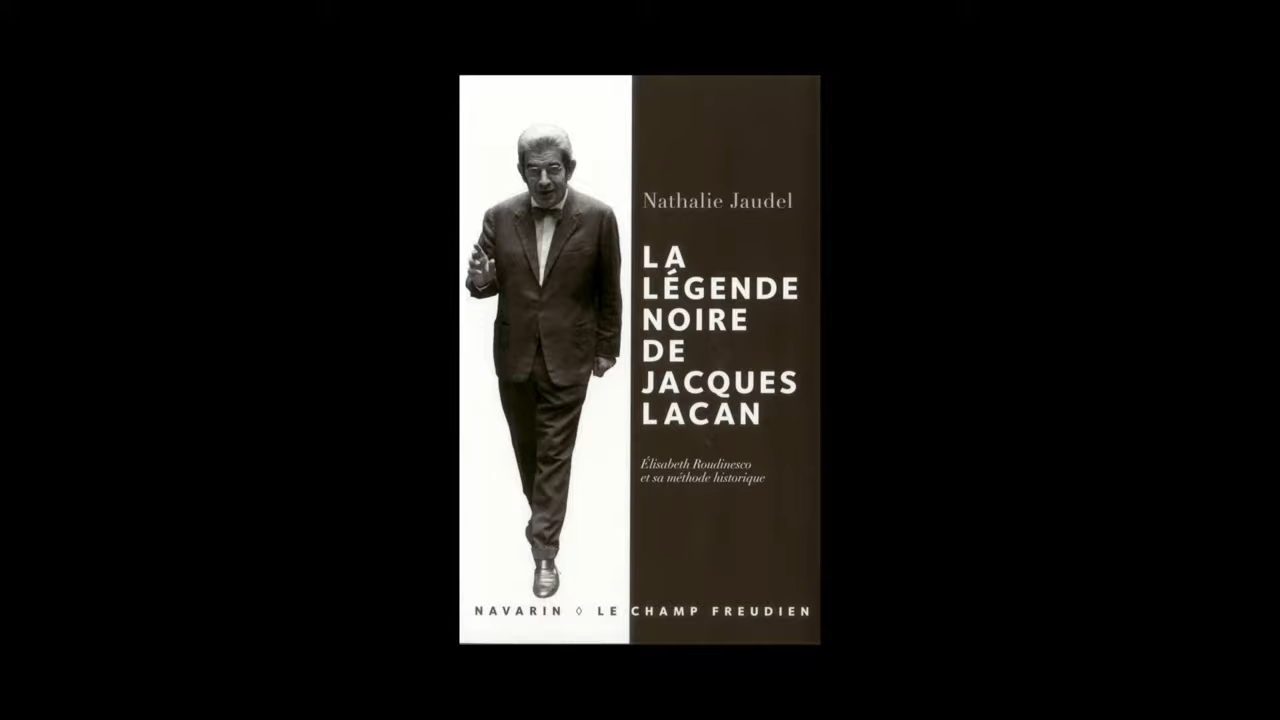 Nathalie Jaudel
LA
LÉGENDE
NOIRE
DE
JACQUES
LACAN
Élisabeth Roudinesco
et sa méthode historique
NAVARIN ◊ LE CHAMP FREUDIEN